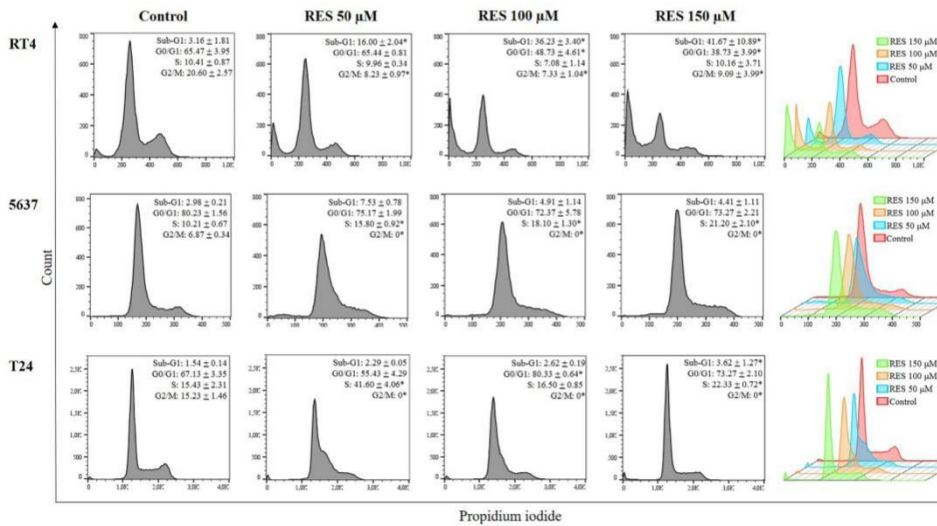 Control RES 50 µM RES 100 µM RES 150 µM
RT4
Sub-G1: 3.16 ± 1.81
G0/G1: 65.47 ± 3.95
S: 10.41 ± 0.87
G2/M: 20.60 ± 2.57
Sub-G1: 16.00 ± 2.04*
G0/G1: 65.44 ± 0.81
S: 9.96 ± 0.34
G2/M: 8.23 ± 0.97*
Sub-G1: 36.23 ± 3.40*
G0/G1: 48.73 ± 4.61*
S: 7.08 ± 1.14
G2/M: 7.33 ± 1.04*
Sub-G1: 41.67 ± 10.89*
G0/G1: 38.73 ± 3.99*
S: 10.16 ± 3.71
G2/M: 9.09 ± 3.99*
RES 150 µM
RES 100 µM
RES 50 µM
Control
5637
Sub-G1: 2.98 ± 0.21
G0/G1: 80.23 ± 1.56
S: 10.21 ± 0.67
G2/M: 6.87 ± 0.34
Sub-G1: 7.53 ± 0.78
G0/G1: 75.17 ± 1.99
S: 15.80 ± 0.92*
G2/M: 0*
Sub-G1: 4.91 ± 1.14
G0/G1: 72.37 ± 5.78
S: 18.10 ± 1.30*
G2/M: 0*
Sub-G1: 4.41 ± 1.11
G0/G1: 73.27 ± 2.21
S: 21.20 ± 2.10*
G2/M: 0*
RES 150 µM
RES 100 µM
RES 50 µM
Control
T24
Sub-G1: 1.54 ± 0.14
G0/G1: 67.13 ± 3.35
S: 15.43 ± 2.31
G2/M: 15.23 ± 1.46
Sub-G1: 2.29 ± 0.05
G0/G1: 55.43 ± 4.29
S: 41.60 ± 4.06*
G2/M: 0*
Sub-G1: 2.62 ± 0.19
G0/G1: 80.33 ± 0.64*
S: 16.50 ± 0.85
G2/M: 0*
Sub-G1: 3.62 ± 1.27*
G0/G1: 73.27 ± 2.10
S: 22.33 ± 0.72*
G2/M: 0*
RES 150 µM
RES 100 µM
RES 50 µM
Control
Count
Propidium iodide